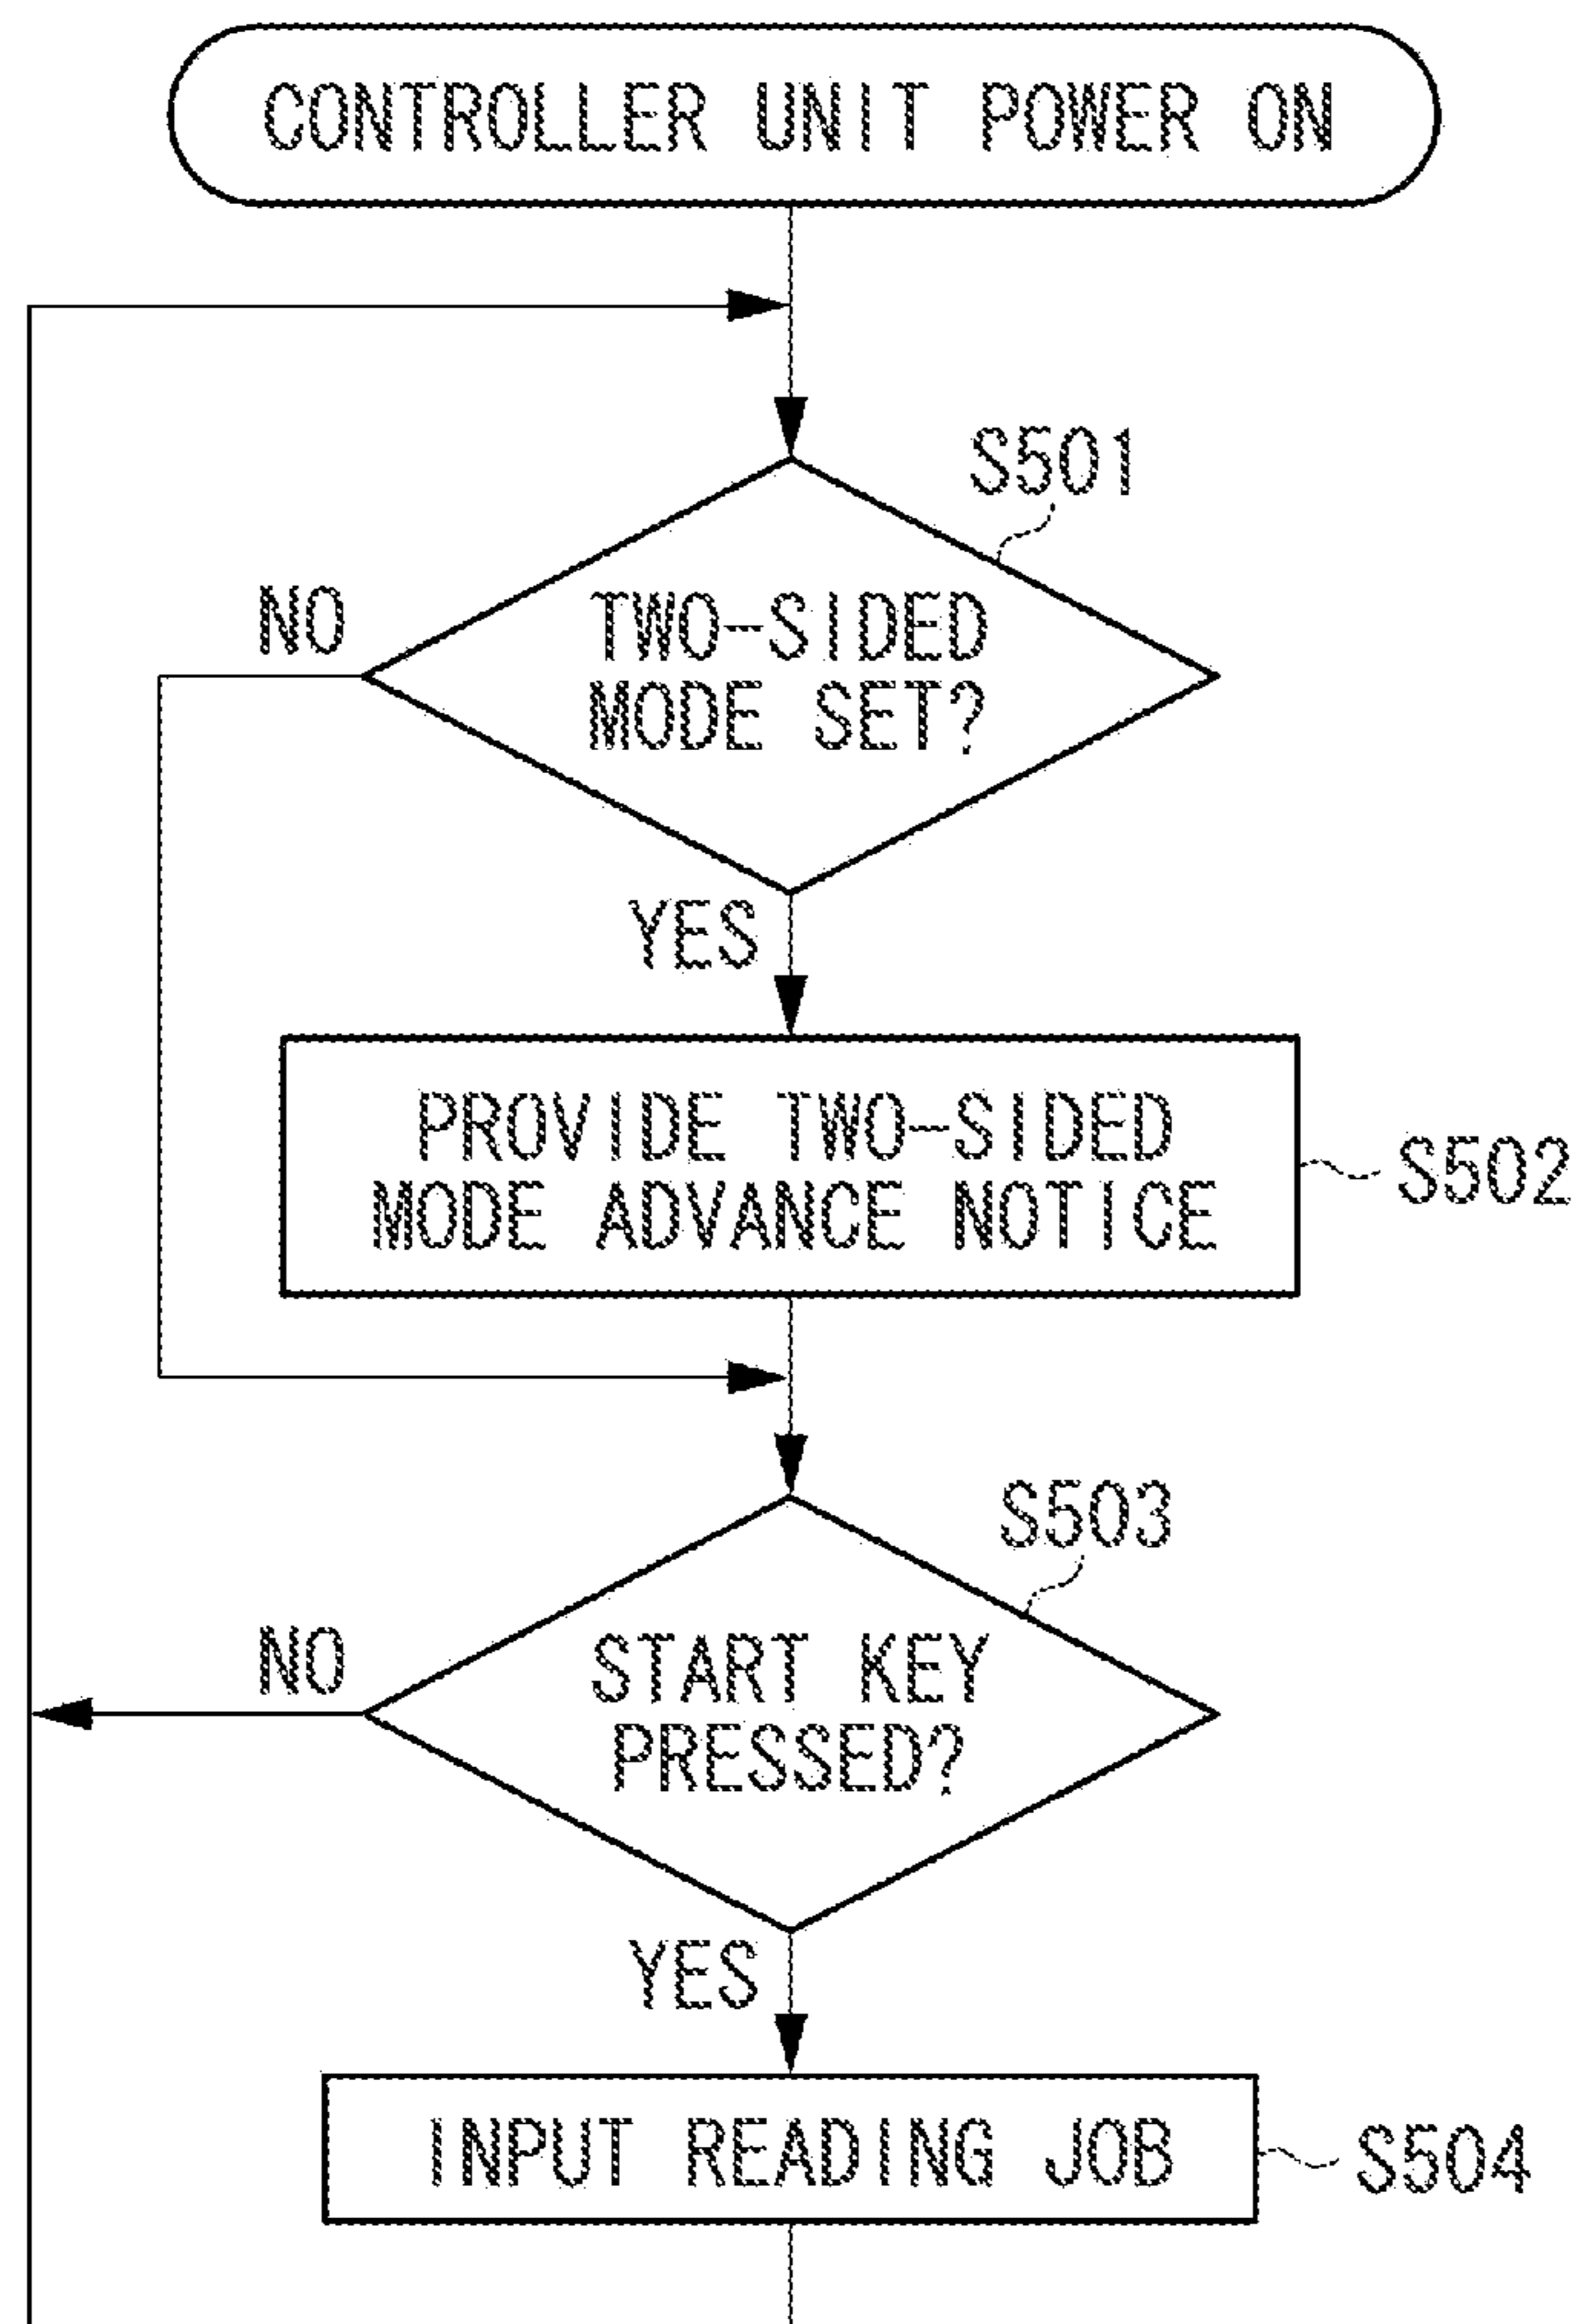 CONTROLLER UNIT POWER ON
S501
NO
TWO-SIDED
MODE SET?
YES
PROVIDE TWO-SIDED
MODE ADVANCE NOTICE
S502
S503
NO
START KEY
PRESSED?
YES
INPUT READING JOB
S504